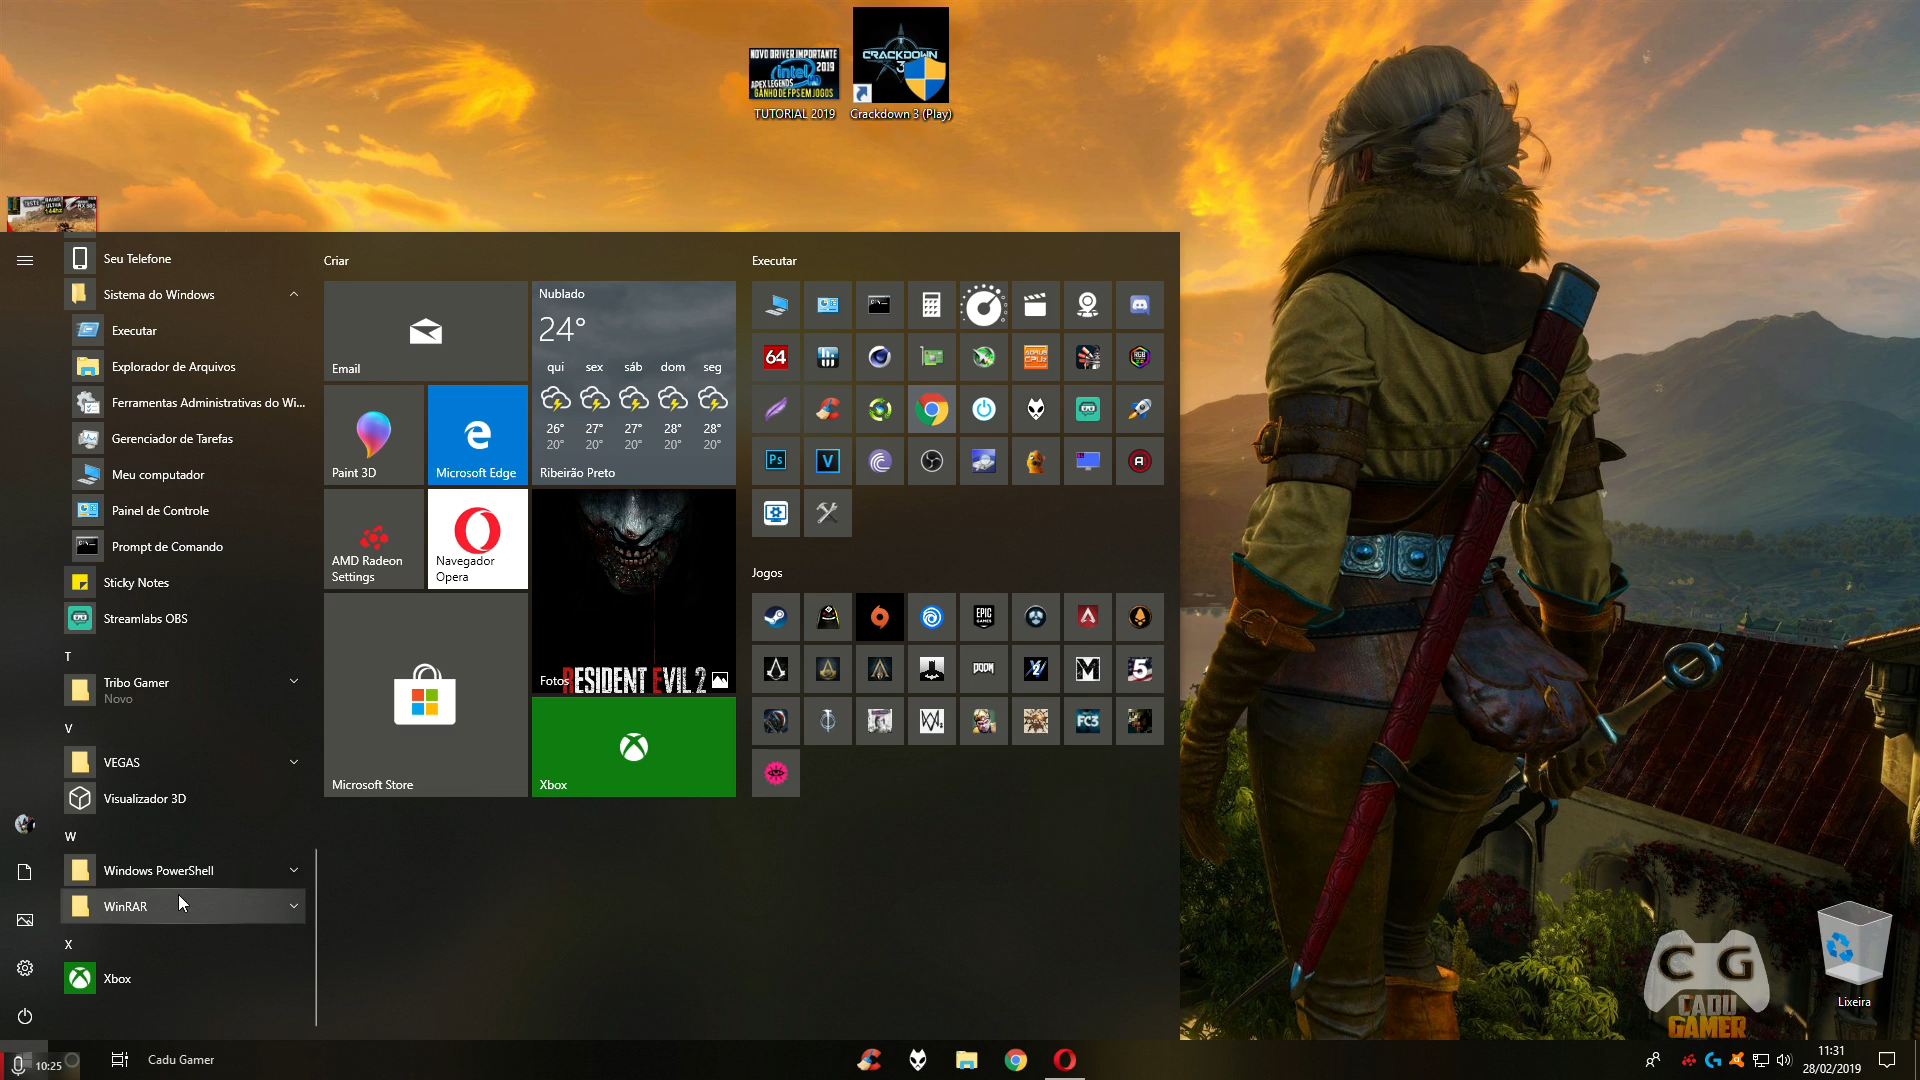 NOVO DRIVER IMPORTANTE
2019
intel
APEX LEGENDS
GANHO DE FPS EM JOGOS
TUTORIAL 2019
CRACKDOWN
3
Crackdown 3 (Play)
TESTE
144hz
Seu Telefone
Sistema do Windows
Executar
Explorador de Arquivos
Ferramentas Administrativas do Wi...
Gerenciador de Tarefas
Meu computador
Painel de Controle
Prompt de Comando
Sticky Notes
Streamlabs OBS
T
Tribo Gamer
Novo
V
VEGAS
Visualizador 3D
W
Windows PowerShell
WinRAR
X
Xbox
Criar
Email
Nublado
24°
qui sex sáb dom seg
26° 27° 27° 28° 28°
20° 20° 20° 20° 20°
Ribeirão Preto
Paint 3D
Microsoft Edge
AMD Radeon
Settings
Navegador
Opera
RESIDENT EVIL 2
Fotos
Microsoft Store
Xbox
Executar
64
Ps
V
Jogos
EPIC
GAMES
DOOM
5
FC3
C G
CADU
GAMER
Lixeira
10:25
Cadu Gamer
11:31
28/02/2019